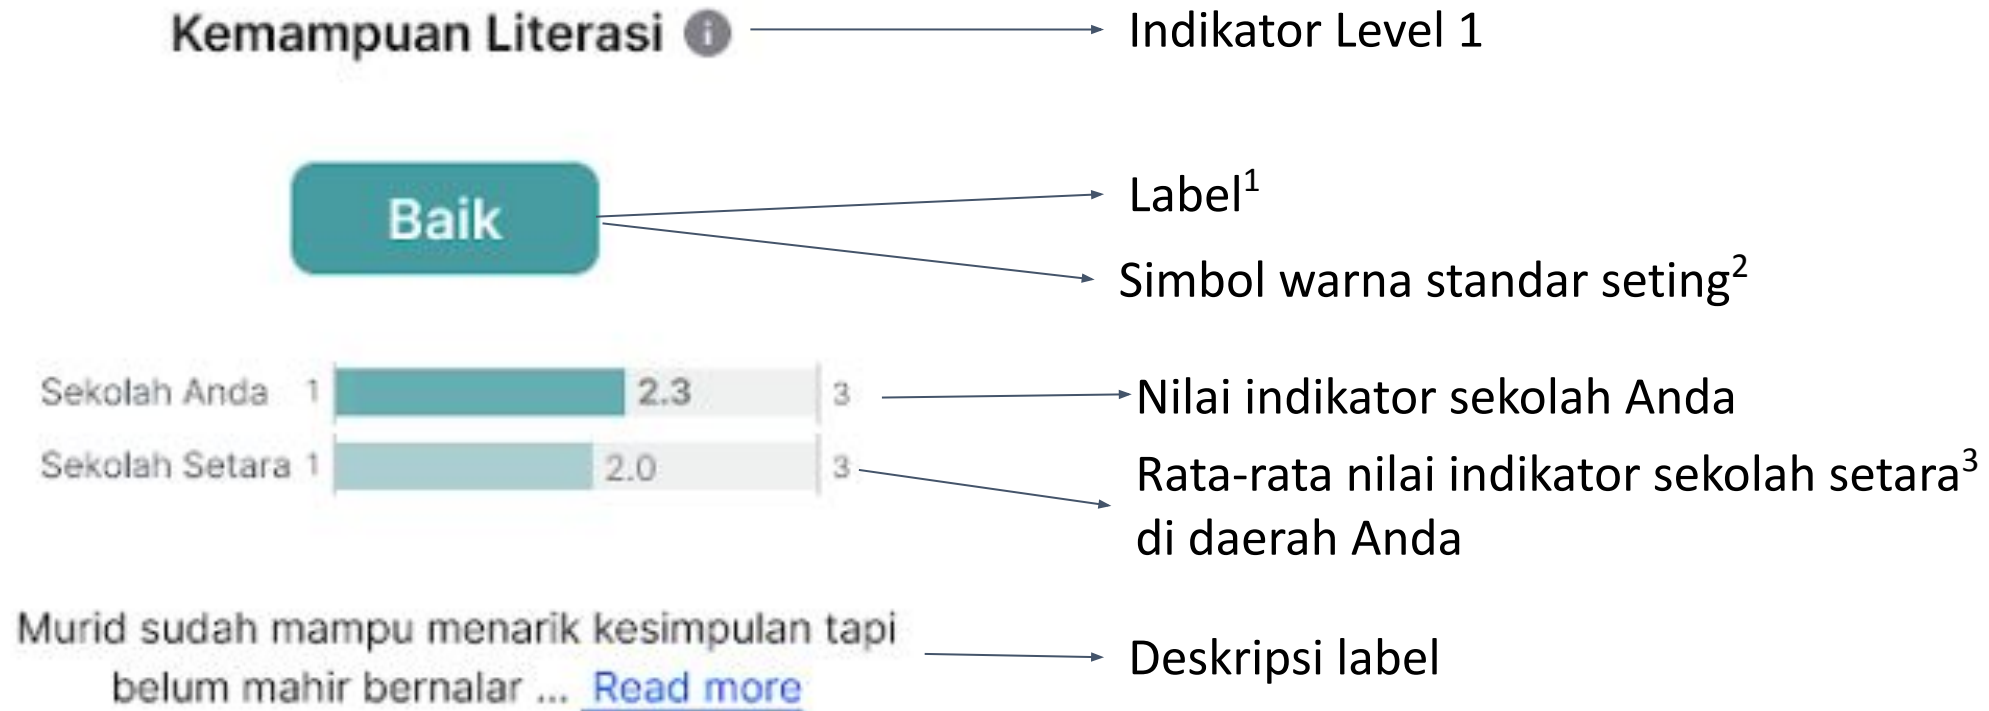 Kemampuan Literasi i
Indikator Level 1
Baik
Label¹
Simbol warna standar seting²
Sekolah Anda 1 2.3 3
Nilai indikator sekolah Anda
Sekolah Setara 1 2.0 3
Rata-rata nilai indikator sekolah setara³
di daerah Anda
Murid sudah mampu menarik kesimpulan tapi
belum mahir bernalar ... Read more
Deskripsi label